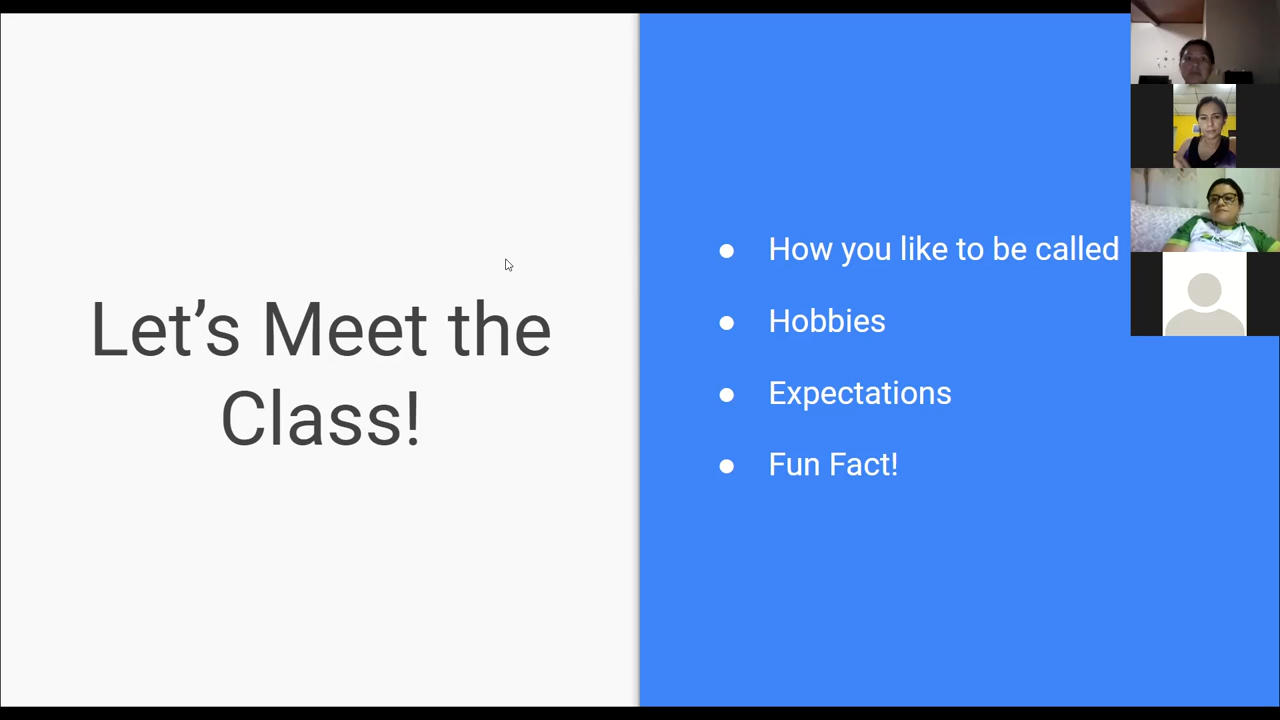 Let’s Meet the
Class!
● How you like to be called
● Hobbies
● Expectations
● Fun Fact!